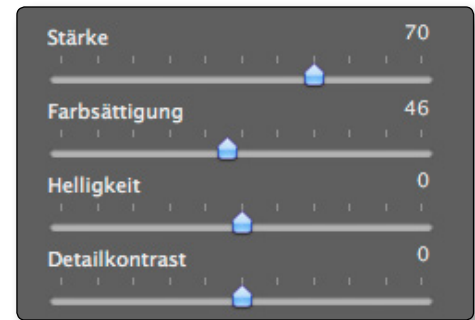 Stärke 70
Farbsättigung 46
Helligkeit 0
Detailkontrast 0